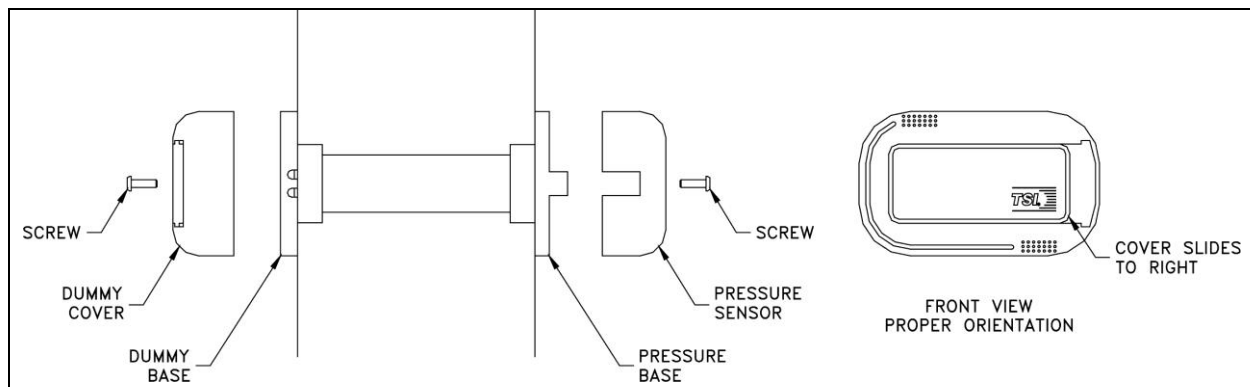 SCREW
DUMMY
COVER
DUMMY
BASE
SCREW
PRESSURE
SENSOR
PRESSURE
BASE
TSI
COVER SLIDES
TO RIGHT
FRONT VIEW
PROPER ORIENTATION